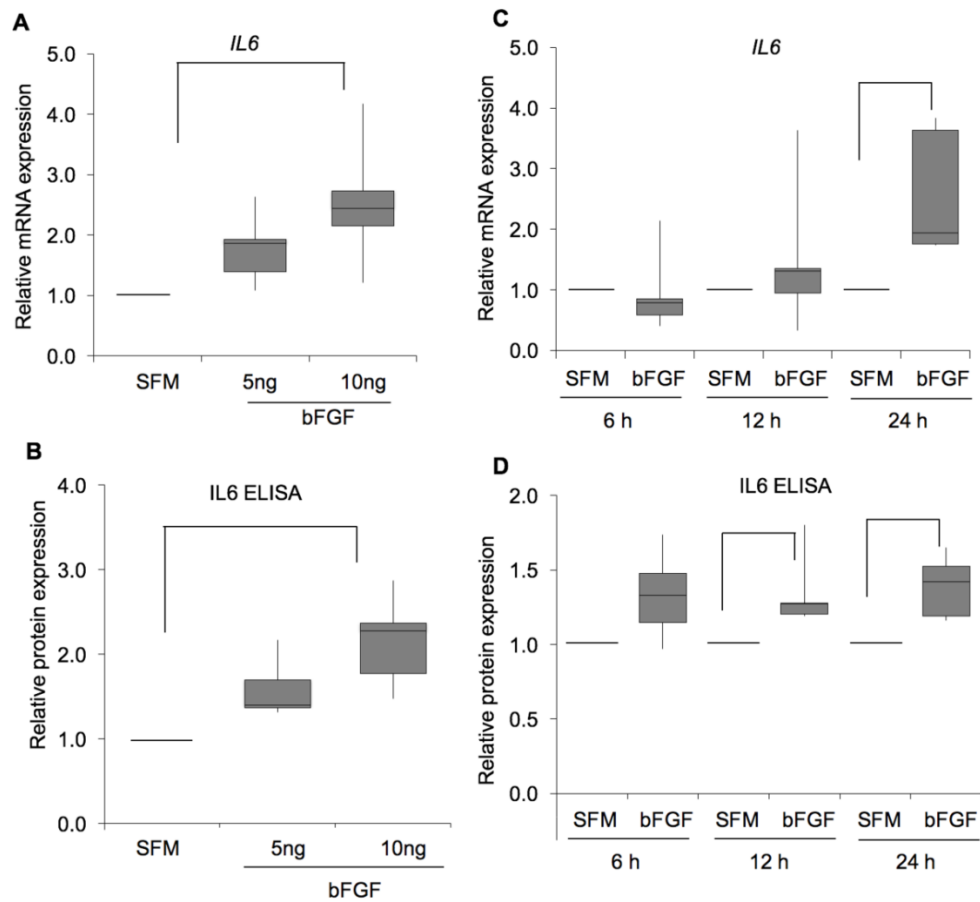 A
IL6
Relative mRNA expression
5.0
4.0
3.0
2.0
1.0
0.0
SFM
5ng
10ng
bFGF
B
IL6 ELISA
Relative protein expression
4.0
3.0
2.0
1.0
0.0
SFM
5ng
10ng
bFGF
C
IL6
Relative mRNA expression
5.0
4.0
3.0
2.0
1.0
0.0
SFM bFGF SFM bFGF SFM bFGF
6 h 12 h 24 h
D
IL6 ELISA
Relative protein expression
2.0
1.5
1.0
0.5
0.0
SFM bFGF SFM bFGF SFM bFGF
6 h 12 h 24 h